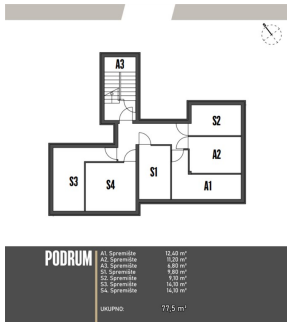 A3
S2
A2
S3
S4
S1
A1
PODRUM
A1. Spremište 12,40 m²
A2. Spremište 11,20 m²
A3. Spremište 6,80 m²
S1. Spremište 9,80 m²
S2. Spremište 9,10 m²
S3. Spremište 14,10 m²
S4. Spremište 14,10 m²
UKUPNO: 77,5 m²